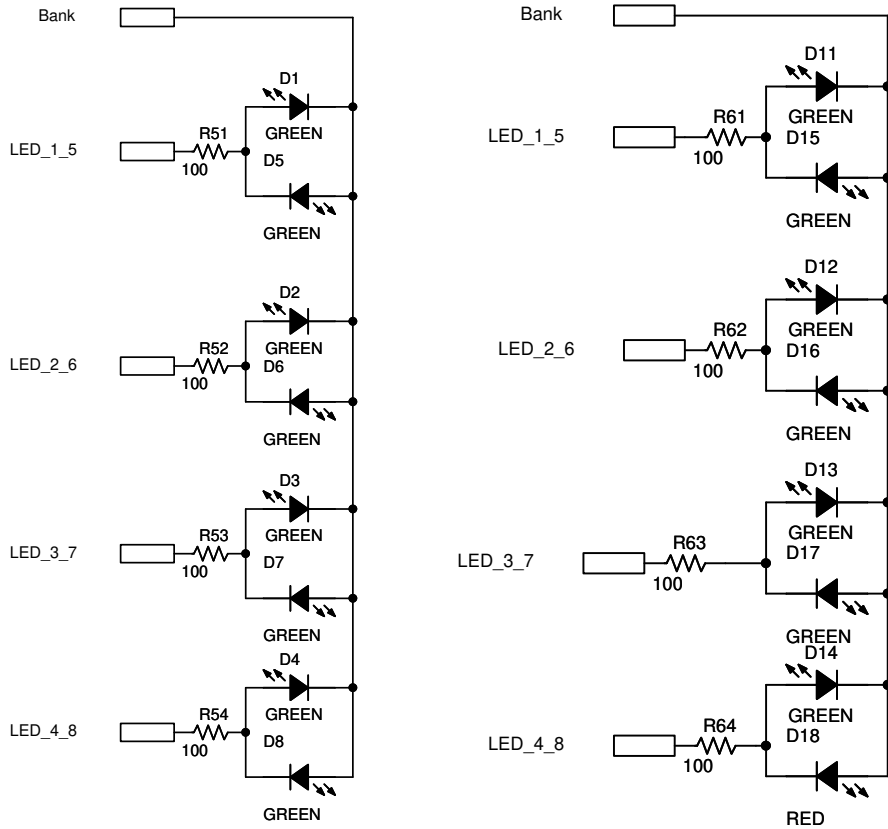 Bank
D1
GREEN
LED_1_5
R51
100
D5
GREEN
D2
GREEN
LED_2_6
R52
100
D6
GREEN
D3
GREEN
LED_3_7
R53
100
D7
GREEN
D4
GREEN
LED_4_8
R54
100
D8
GREEN
Bank
D11
GREEN
LED_1_5
R61
100
D15
GREEN
D12
GREEN
LED_2_6
R62
100
D16
GREEN
D13
GREEN
LED_3_7
R63
100
D17
GREEN
D14
GREEN
LED_4_8
R64
100
D18
RED